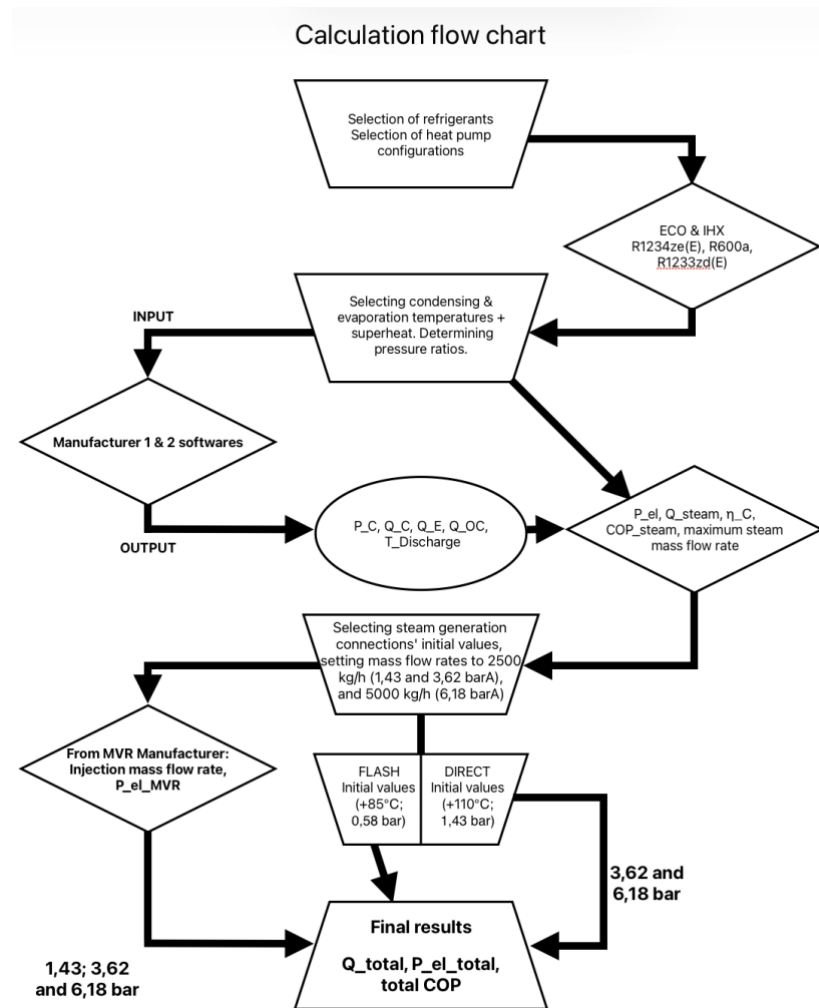 Calculation flow chart
Selection of refrigerants
Selection of heat pump
configurations
ECO & IHX
R1234ze(E), R600a,
R1233zd(E)
Selecting condensing &
evaporation temperatures +
superheat. Determining
pressure ratios.
INPUT
Manufacturer 1 & 2 softwares
OUTPUT
P_C, Q_C, Q_E, Q_OC,
T_Discharge
P_el, Q_steam, η_C,
COP_steam, maximum steam
mass flow rate
Selecting steam generation
connections' initial values,
setting mass flow rates to 2500
kg/h (1,43 and 3,62 barA),
and 5000 kg/h (6,18 barA)
From MVR Manufacturer:
Injection mass flow rate,
P_el_MVR
FLASH
Initial values
(+85°C;
0,58 bar)
DIRECT
Initial values
(+110°C;
1,43 bar)
3,62 and
6,18 bar
Final results
Q_total, P_el_total,
total COP
1,43; 3,62
and 6,18 bar